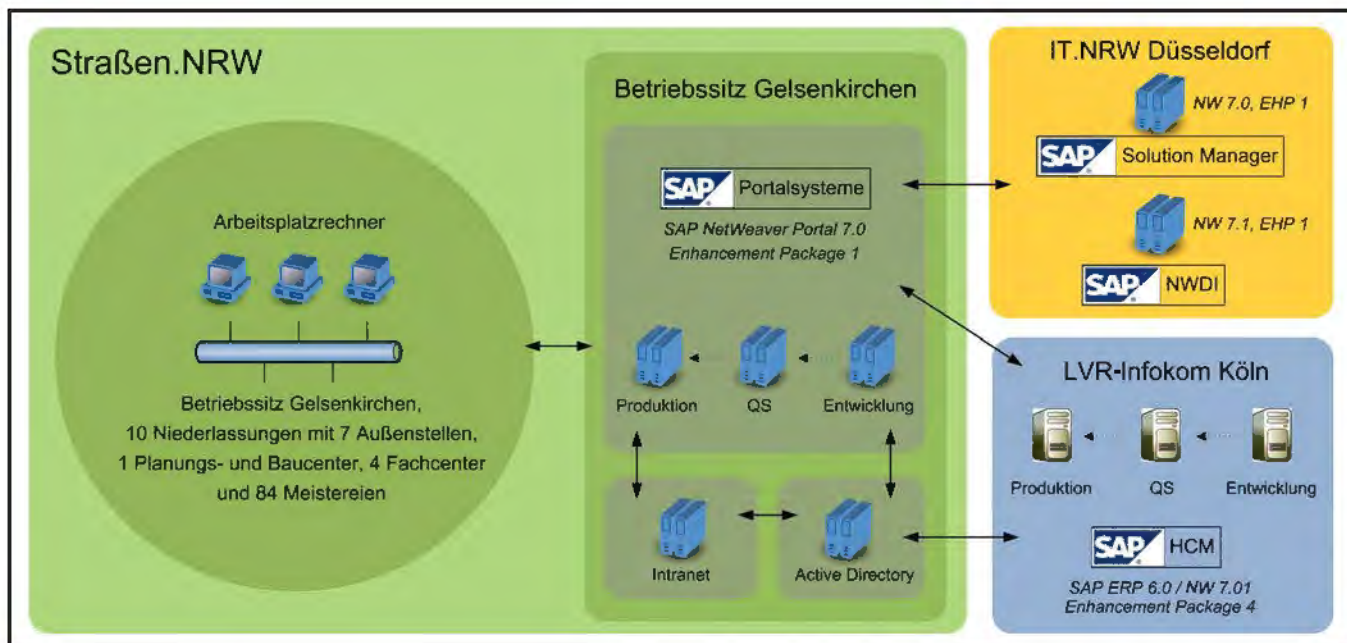 Straßen.NRW
Arbeitsplatzrechner
Betriebssitz Gelsenkirchen,
10 Niederlassungen mit 7 Außenstellen,
1 Planungs- und Baucenter, 4 Fachcenter
und 84 Meistereien
Betriebssitz Gelsenkirchen
SAP Portalsysteme
SAP NetWeaver Portal 7.0
Enhancement Package 1
Produktion QS Entwicklung
Intranet Active Directory
IT.NRW Düsseldorf
NW 7.0, EHP 1
SAP Solution Manager
NW 7.1, EHP 1
SAP NWDI
LVR-Infokom Köln
Produktion QS Entwicklung
SAP HCM
SAP ERP 6.0 / NW 7.01
Enhancement Package 4